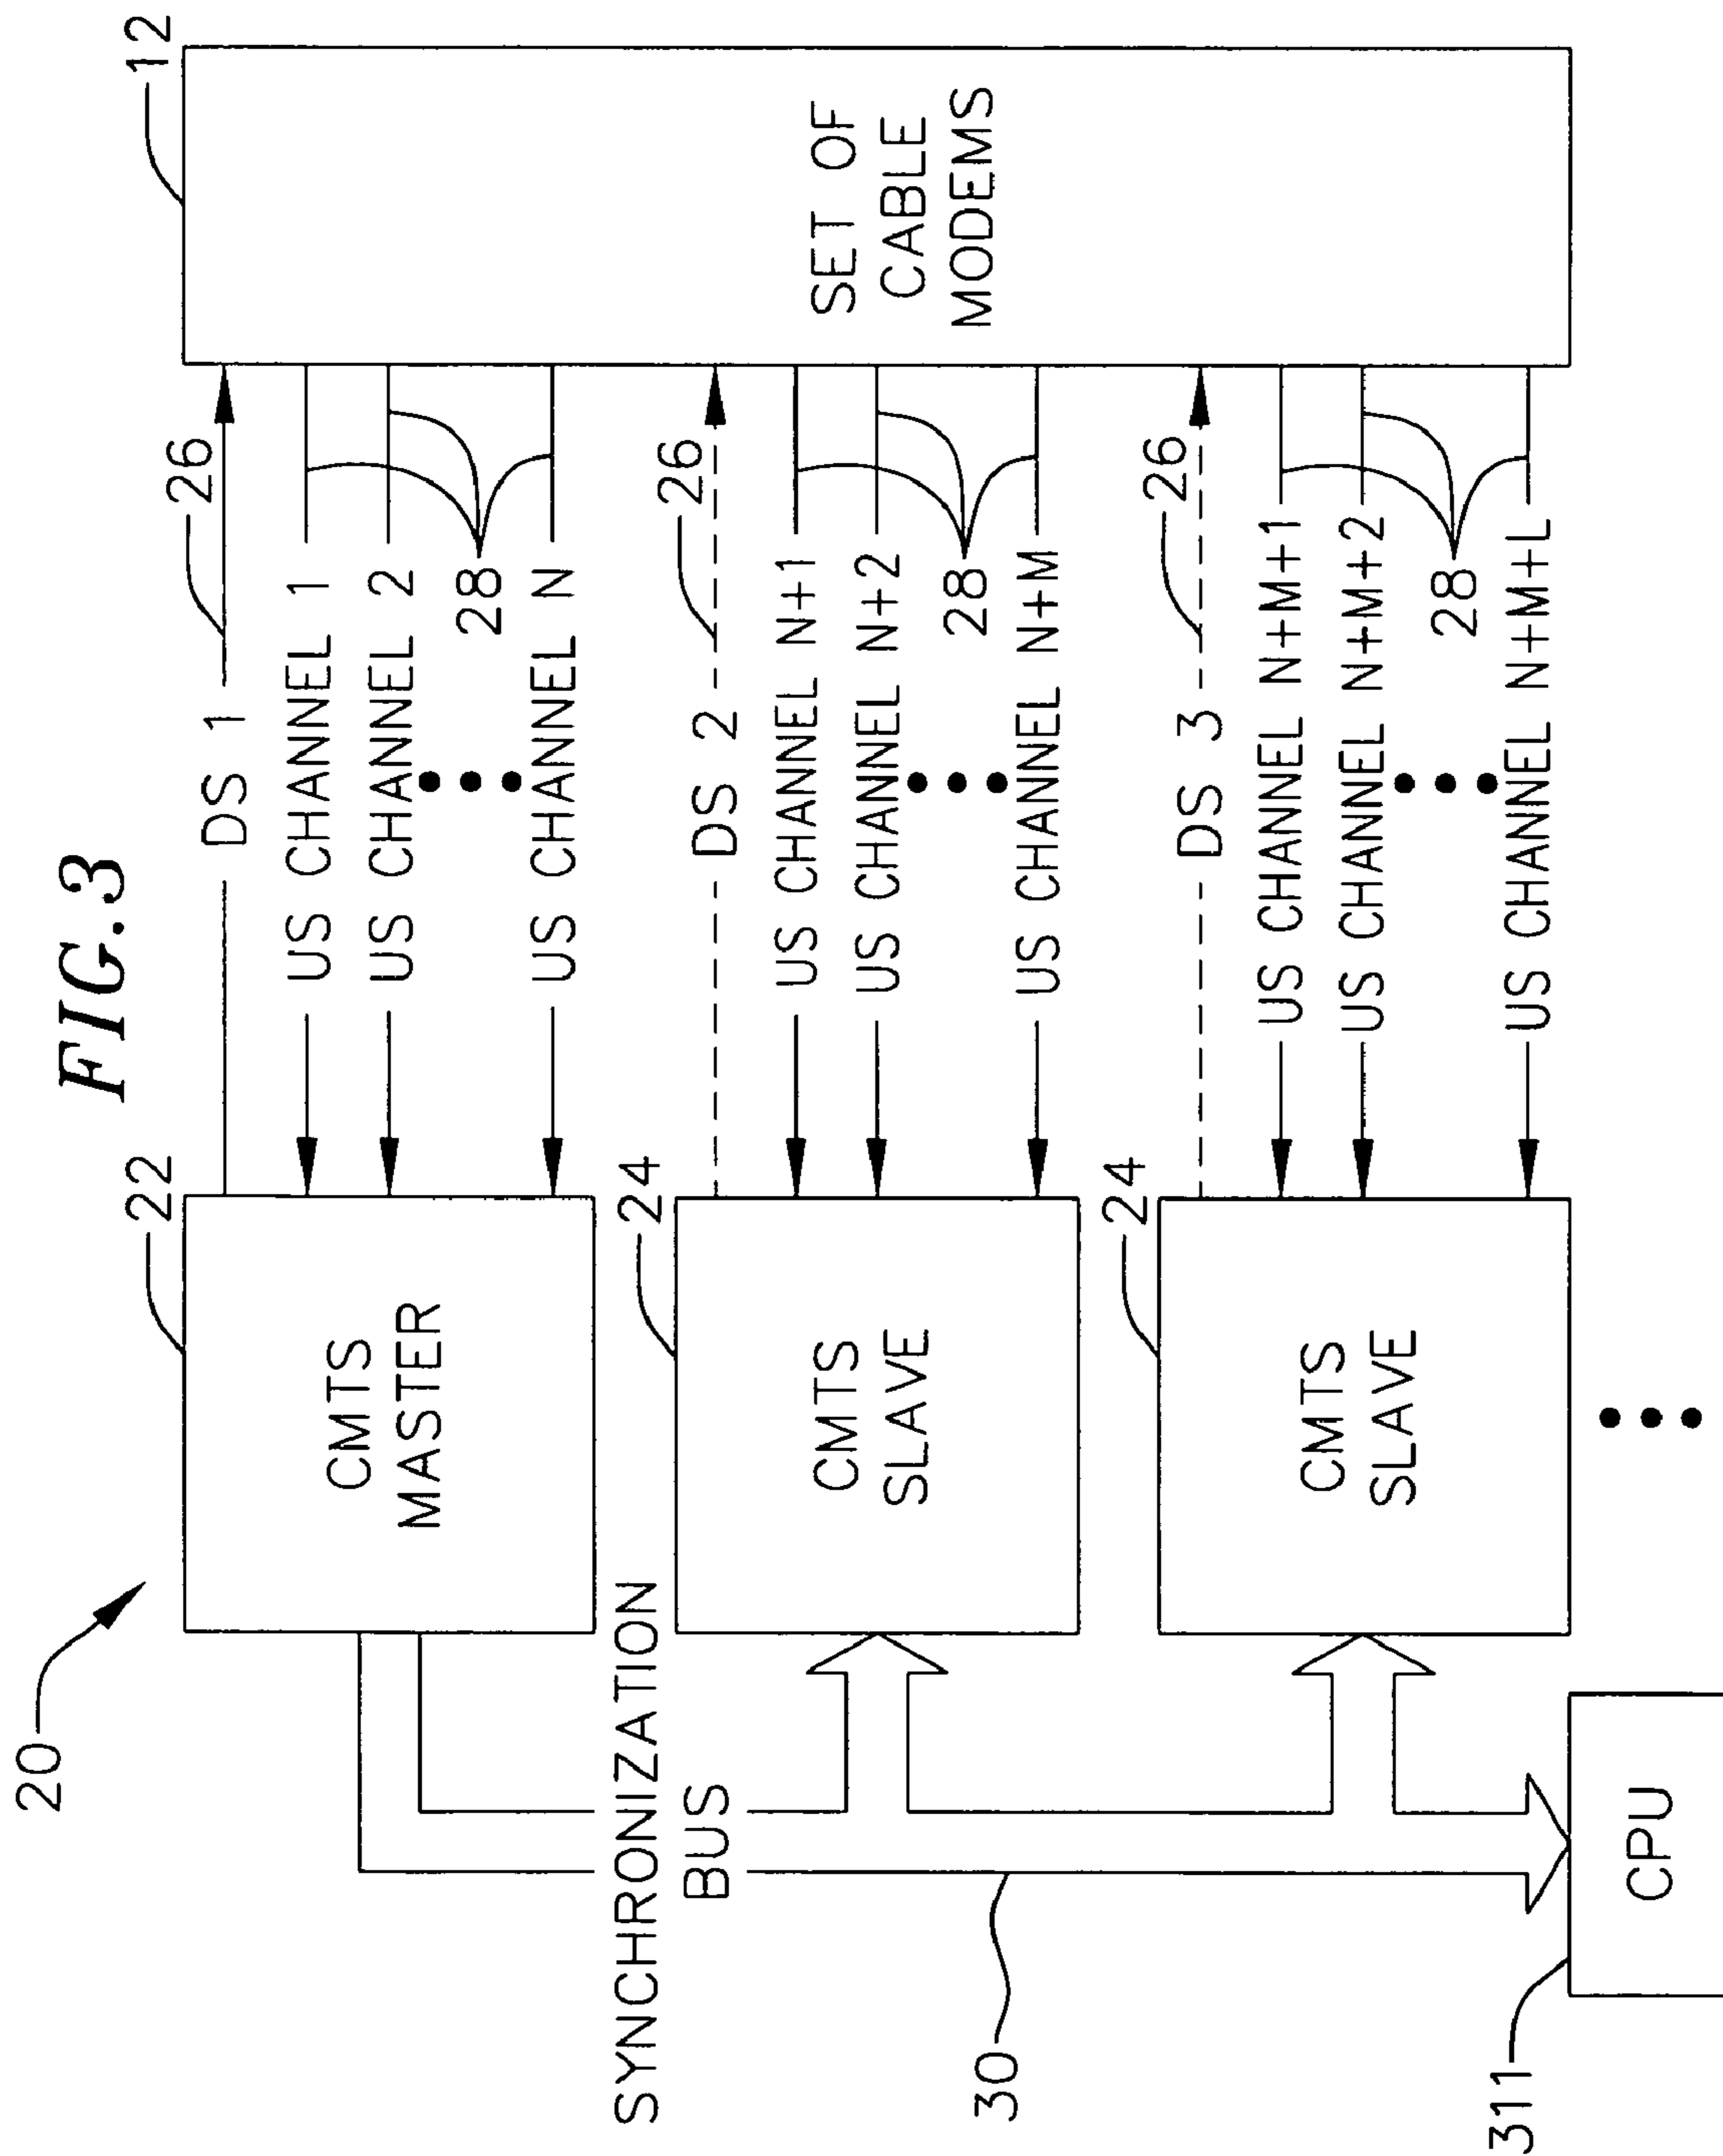 FIG.3
20
22
12
CMTS
MASTER
DS 1
26
US CHANNEL 1
US CHANNEL 2
28
US CHANNEL N
SET OF
CABLE
MODEMS
SYNCHRONIZATION
BUS
30
24
CMTS
SLAVE
DS 2
26
US CHANNEL N+1
US CHANNEL N+2
28
US CHANNEL N+M
24
CMTS
SLAVE
DS 3
26
US CHANNEL N+M+1
US CHANNEL N+M+2
28
US CHANNEL N+M+L
311
CPU